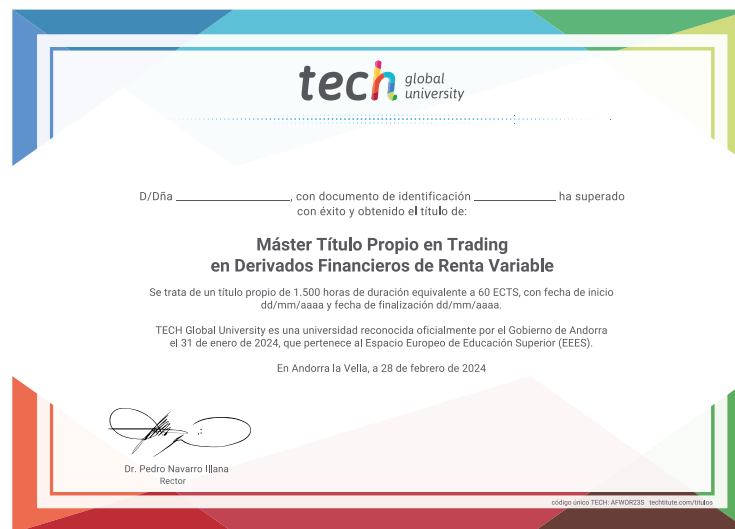 tech global university
D/Dña ____________, con documento de identificación ____________ ha superado
con éxito y obtenido el título de:
Máster Título Propio en Trading
en Derivados Financieros de Renta Variable
Se trata de un título propio de 1.500 horas de duración equivalente a 60 ECTS, con fecha de inicio
dd/mm/aaaa y fecha de finalización dd/mm/aaaa.
TECH Global University es una universidad reconocida oficialmente por el Gobierno de Andorra
el 31 de enero de 2024, que pertenece al Espacio Europeo de Educación Superior (EEES).
En Andorra la Vella, a 28 de febrero de 2024
Dr. Pedro Navarro Illana
Rector
código único TECH: AFWOR23S techtitute.com/titulos